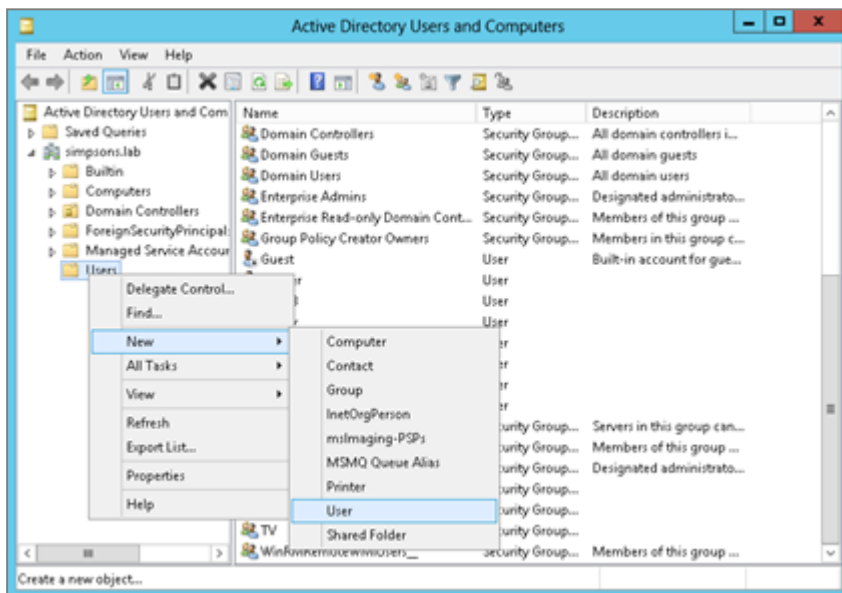 Active Directory Users and Computers
File Action View Help
Active Directory Users and Com
Saved Queries
simpsons.lab
Builtin
Computers
Domain Controllers
ForeignSecurityPrincipal
Managed Service Accour
Users
Name Type Description
Domain Controllers Security Group... All domain controllers i...
Domain Guests Security Group... All domain guests
Domain Users Security Group... All domain users
Enterprise Admins Security Group... Designated administrato...
Enterprise Read-only Domain Cont... Security Group... Members of this group ...
Group Policy Creator Owners Security Group... Members in this group c...
Guest User Built-in account for gue...
User
User
Servers in this group can...
Members of this group ...
Designated administrato...
TV
WinRMRemoteWMIUsers__ Security Group... Members of this group ...
Delegate Control...
Find...
New
All Tasks
View
Refresh
Export List...
Properties
Help
Computer
Contact
Group
InetOrgPerson
msImaging-PSPs
MSMQ Queue Alias
Printer
User
Shared Folder
Create a new object...